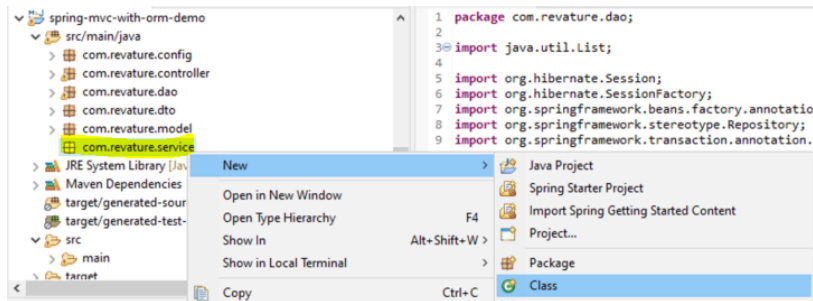 spring-mvc-with-orm-demo
src/main/java
com.revature.config
com.revature.controller
com.revature.dao
com.revature.dto
com.revature.model
com.revature.service
JRE System Library [Jav
Maven Dependencies
target/generated-sour
target/generated-test-
src
main
target
1 package com.revature.dao;
2
3 import java.util.List;
4
5 import org.hibernate.Session;
6 import org.hibernate.SessionFactory;
7 import org.springframework.beans.factory.annotatio
8 import org.springframework.stereotype.Repository;
9 import org.springframework.transaction.annotation.
New >
Open in New Window
Open Type Hierarchy F4
Show In Alt+Shift+W >
Show in Local Terminal >
Copy Ctrl+C
Java Project
Spring Starter Project
Import Spring Getting Started Content
Project...
Package
Class